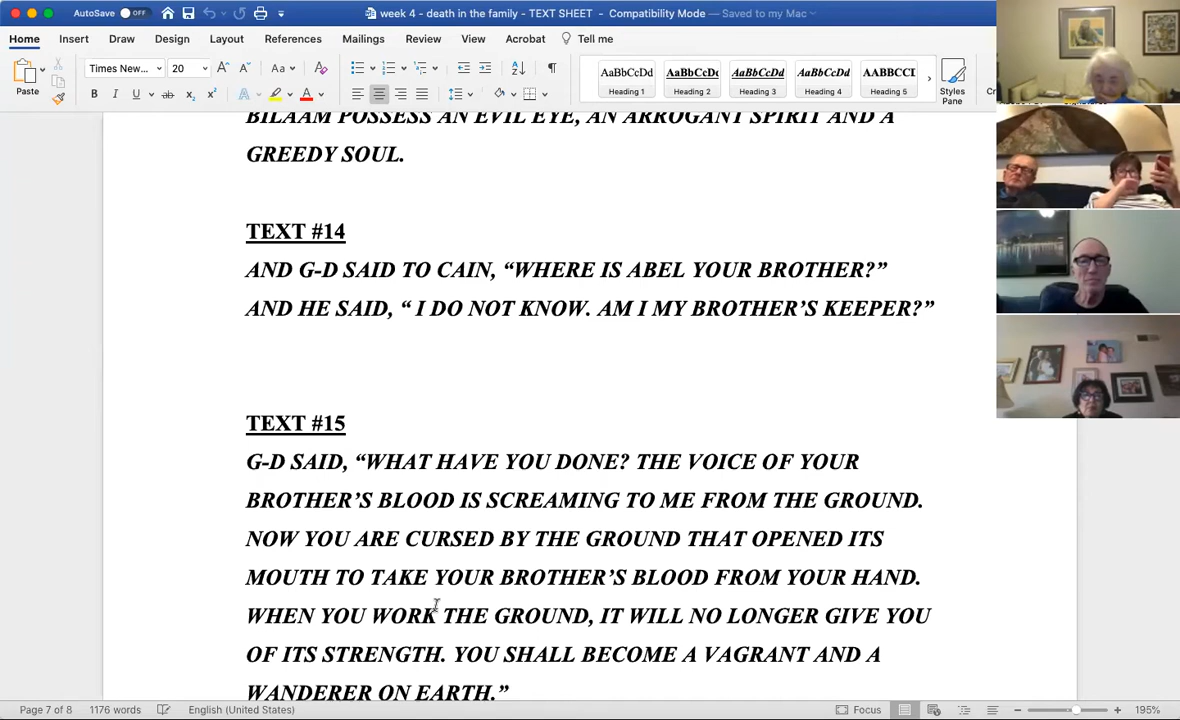 AutoSave OFF week 4 - death in the family - TEXT SHEET - Compatibility Mode — Saved to my Mac
Home Insert Draw Design Layout References Mailings Review View Acrobat Tell me
Paste Times New... 20 A A Aa A AaBbCcDd AaBbCcDc AaBbCcDd AaBbCcDd AABBCCI
B I U ab X₂ X² A A Heading 1 Heading 2 Heading 3 Heading 4 Heading 5 Styles Pane
BILAAM POSSESS AN EVIL EYE, AN ARROGANT SPIRIT AND A
GREEDY SOUL.
TEXT #14
AND G-D SAID TO CAIN, “WHERE IS ABEL YOUR BROTHER?”
AND HE SAID, “ I DO NOT KNOW. AM I MY BROTHER’S KEEPER?”
TEXT #15
G-D SAID, “WHAT HAVE YOU DONE? THE VOICE OF YOUR
BROTHER’S BLOOD IS SCREAMING TO ME FROM THE GROUND.
NOW YOU ARE CURSED BY THE GROUND THAT OPENED ITS
MOUTH TO TAKE YOUR BROTHER’S BLOOD FROM YOUR HAND.
WHEN YOU WORK THE GROUND, IT WILL NO LONGER GIVE YOU
OF ITS STRENGTH. YOU SHALL BECOME A VAGRANT AND A
WANDERER ON EARTH.”
Page 7 of 8 1176 words English (United States) Focus 195%